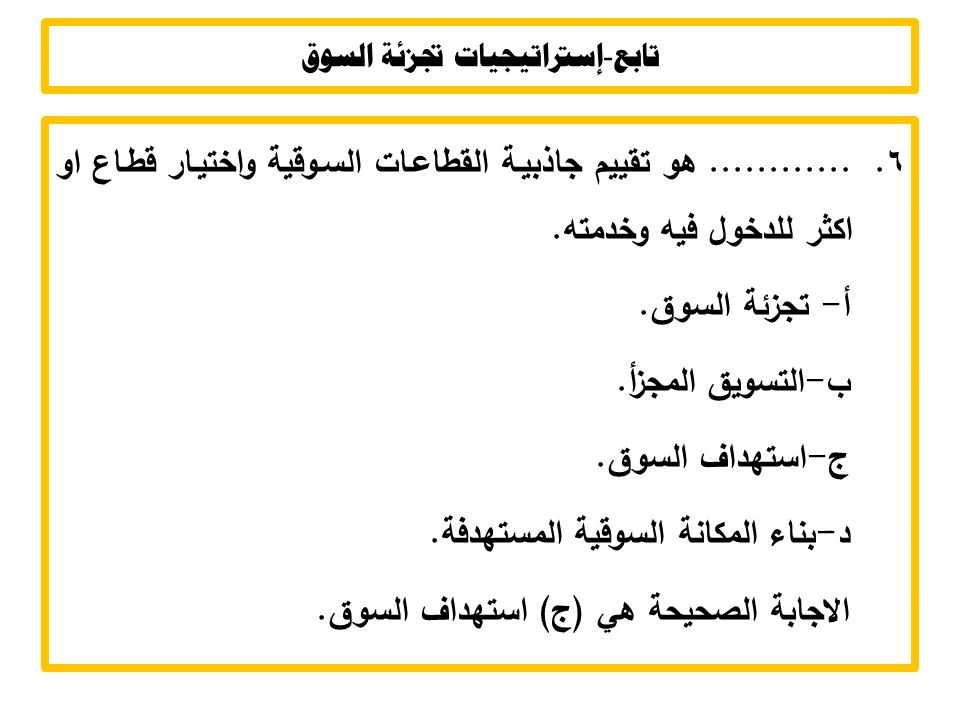 تابع-إستراتيجيات تجزئة السوق
٦. ............ هو تقييم جاذبية القطاعات السوقية واختيار قطاع او
اكثر للدخول فيه وخدمته.
أ- تجزئة السوق.
ب-التسويق المجزأ.
ج-استهداف السوق.
د-بناء المكانة السوقية المستهدفة.
الاجابة الصحيحة هي (ج) استهداف السوق.